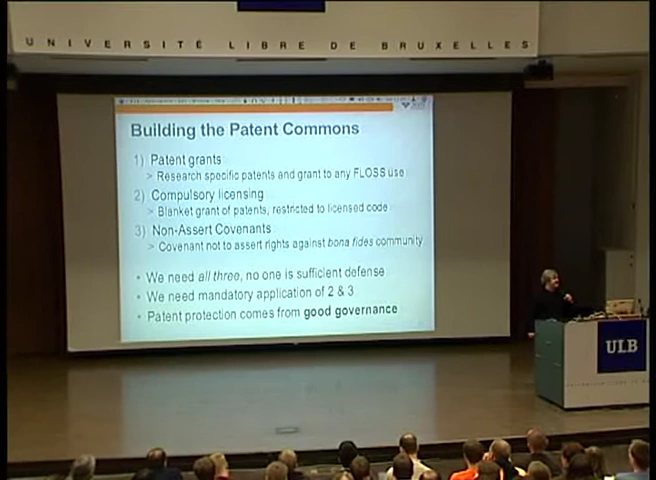 UNIVERSITÉ LIBRE DE BRUXELLES
Building the Patent Commons
1) Patent grants
> Research specific patents and grant to any FLOSS use
2) Compulsory licensing
> Blanket grant of patents, restricted to licensed code
3) Non-Assert Covenants
> Covenant not to assert rights against bona fides community
• We need all three, no one is sufficient defense
• We need mandatory application of 2 & 3
• Patent protection comes from good governance
ULB